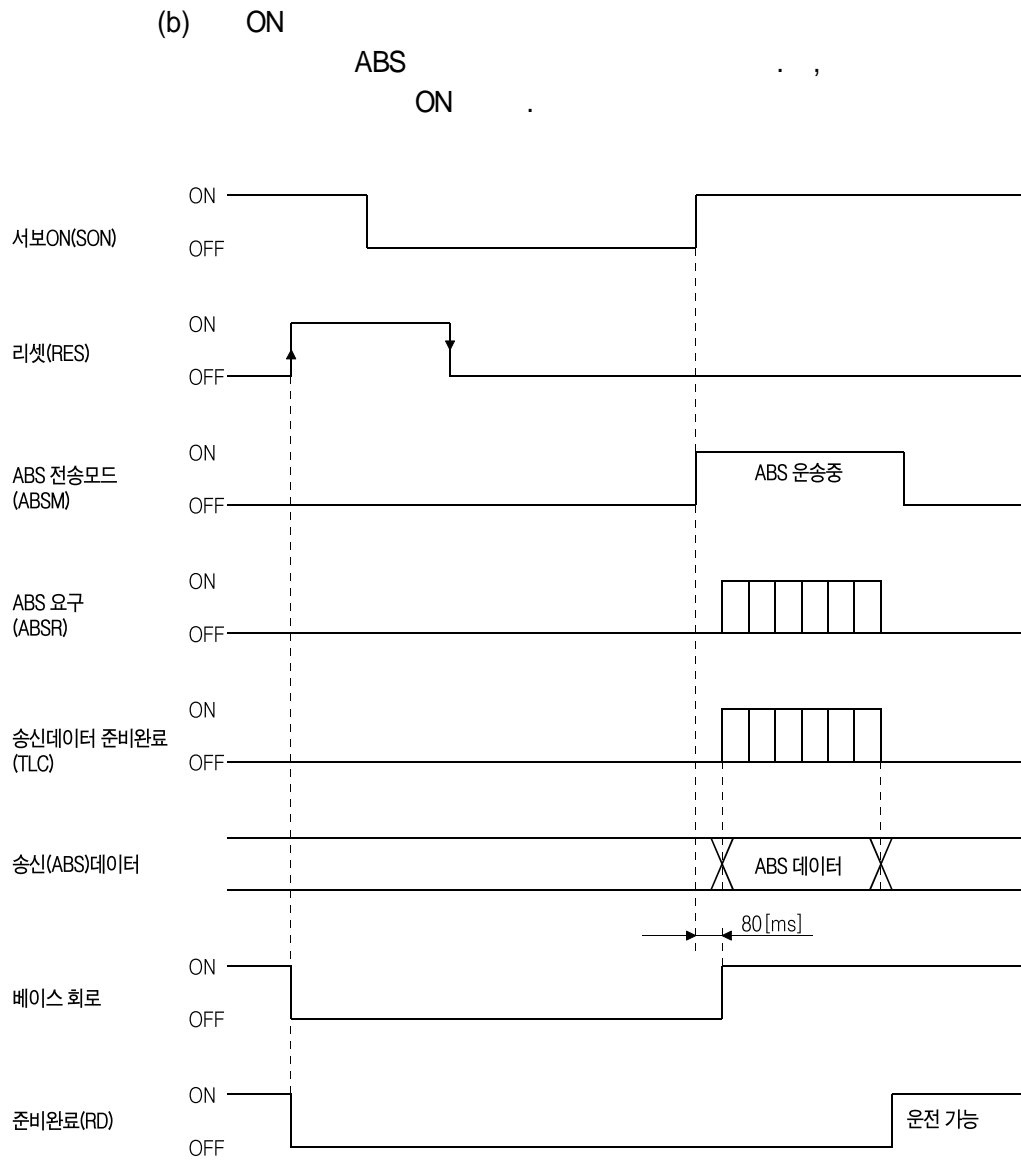 (b) ON
ABS . ,
ON .
ON
서보ON(SON)
OFF
ON
리셋(RES)
OFF
ON
ABS 전송모드
(ABSM)
ABS 운송중
OFF
ON
ABS 요구
(ABSR)
OFF
ON
송신데이터 준비완료
(TLC)
OFF
송신(ABS)데이터
ABS 데이터
80[ms]
ON
베이스 회로
OFF
ON
준비완료(RD)
운전 가능
OFF